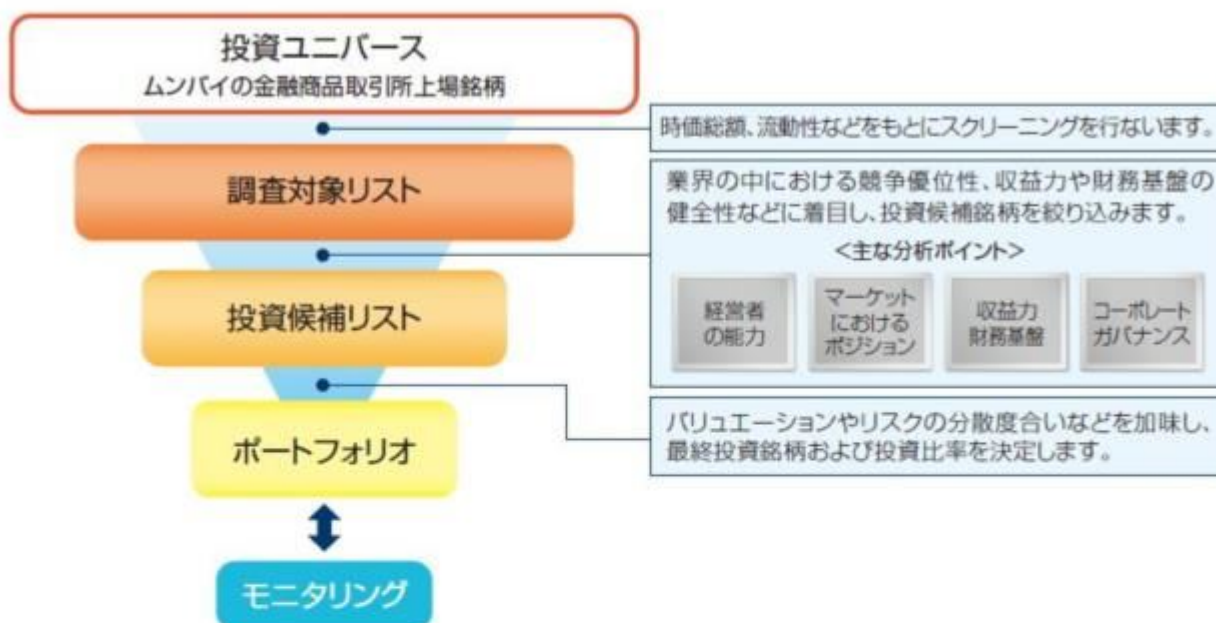 投資ユニバース
ムンバイの金融商品取引所上場銘柄
時価総額、流動性などをもとにスクリーニングを行ないます。
調査対象リスト
業界の中における競争優位性、収益力や財務基盤の
健全性などに着目し、投資候補銘柄を絞り込みます。
<主な分析ポイント>
経営者
の能力
マーケット
における
ポジション
収益力
財務基盤
コーポレート
ガバナンス
投資候補リスト
バリュエーションやリスクの分散度合いなどを加味し、
最終投資銘柄および投資比率を決定します。
ポートフォリオ
モニタリング